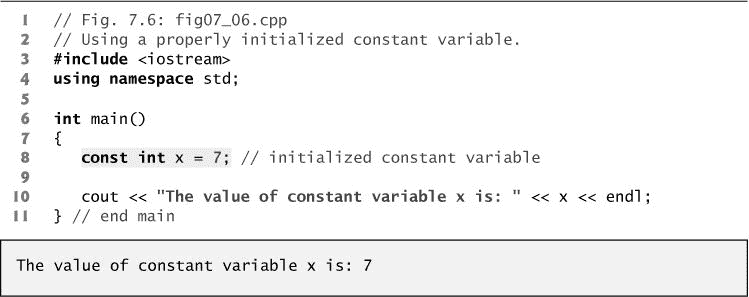 1 // Fig. 7.6: fig07_06.cpp
2 // Using a properly initialized constant variable.
3 #include <iostream>
4 using namespace std;
5
6 int main()
7 {
8 const int x = 7; // initialized constant variable
9
10 cout << "The value of constant variable x is: " << x << endl;
11 } // end main
The value of constant variable x is: 7